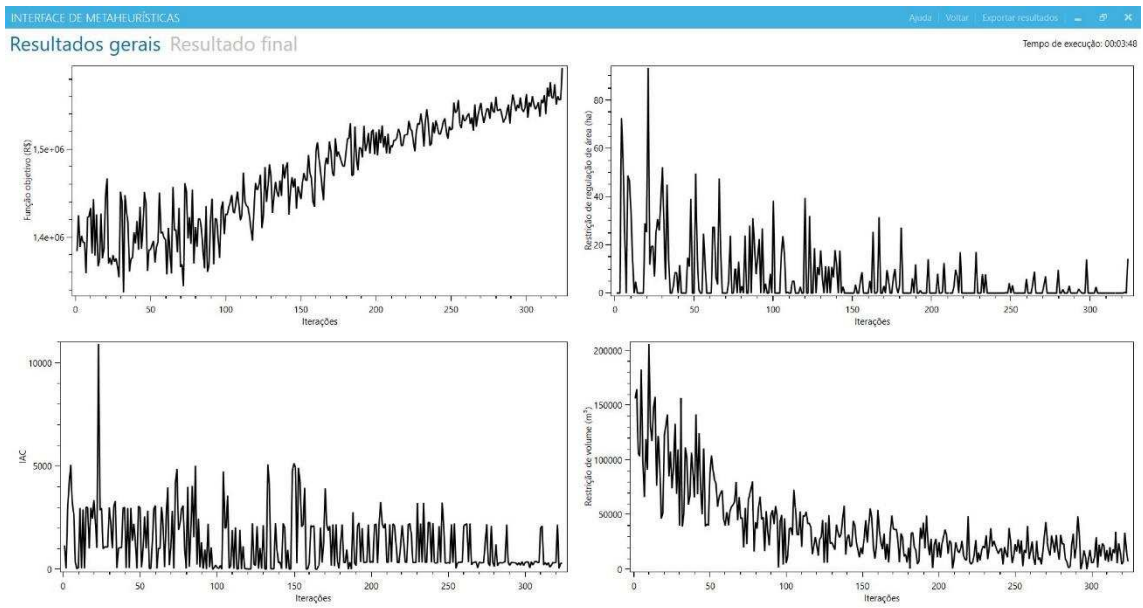 INTERFACE DE METAHEURÍSTICAS
Ajuda
Voltar
Exportar resultados
Resultados gerais Resultado final
Tempo de execução: 00:03:48
Função objetivo (R$)
1,5e+06
1,4e+06
0 50 100 150 200 250 300
Iterações
Restrição de regulação de área (ha)
80
60
40
20
0
0 50 100 150 200 250 300
Iterações
IAC
10000
5000
0
0 50 100 150 200 250 300
Iterações
Restrição de volume (m³)
200000
150000
100000
50000
0
0 50 100 150 200 250 300
Iterações